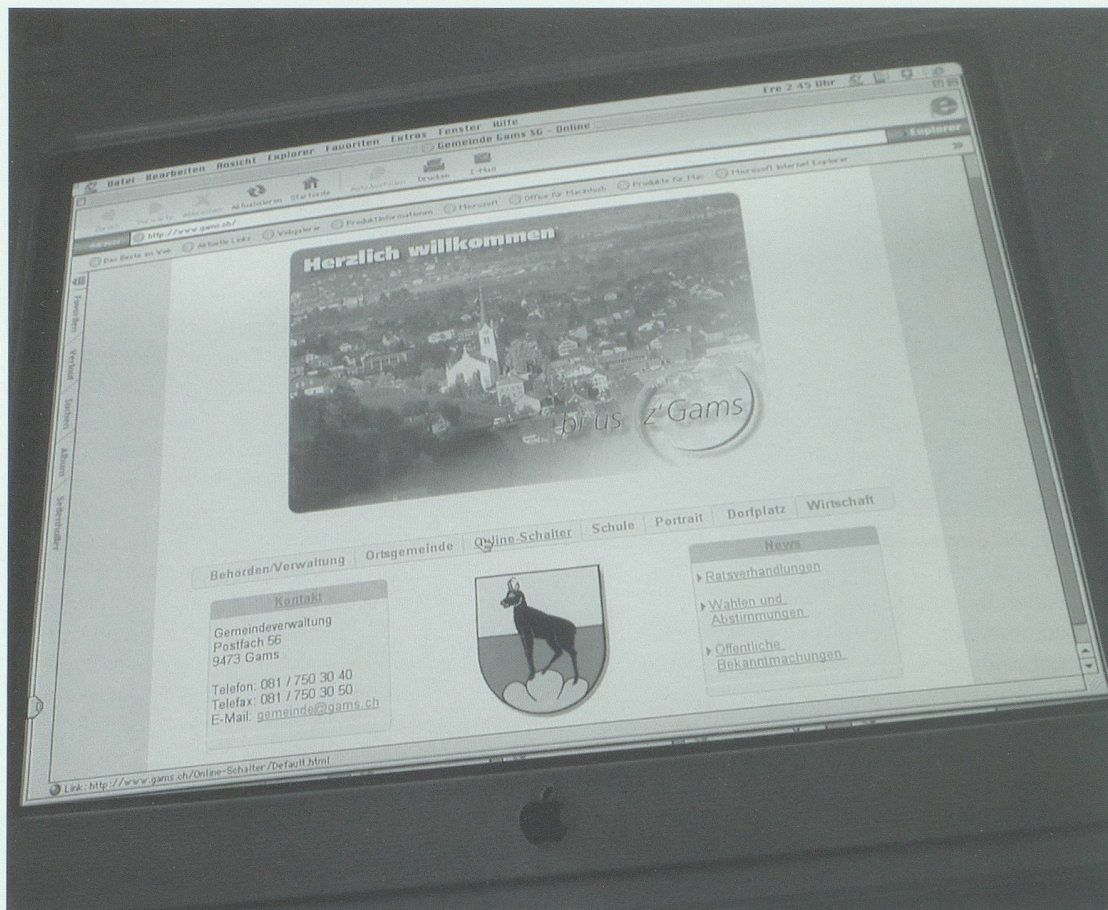 Fre 2 45 Uhr
Datei Bearbeiten Ansicht Explorer Favoriten Extras Fenster Hilfe
Gemeinde Gams SG - Online
Aktualisieren Startseite Drucken E-Mail
Explorer
http://www.gams.ch/
Das Beste im Web Aktuelle Links Webgalerie Produktinformationen Microsoft Office für Macintosh Produkte für Mac Microsoft Internet Explorer
Favoriten
Verlauf
Suchen
Album
Seitenhalter
Herzlich willkommen
z'Gams
Behörden/Verwaltung Ortsgemeinde Online-Schalter Schule Portrait Dorfplatz Wirtschaft
Kontakt
Gemeindeverwaltung
Postfach 56
9473 Gams
Telefon: 081 / 750 30 40
Telefax: 081 / 750 30 50
E-Mail: gemeinde@gams.ch
News
Ratsverhandlungen
Wahlen und
Abstimmungen
Öffentliche
Bekanntmachungen
Link: http://www.gams.ch/Online-Schalter/Default.html